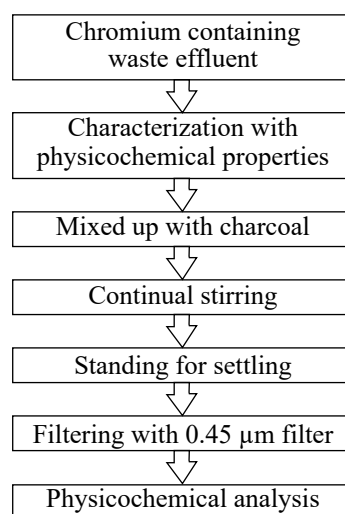 Chromium containing
waste effluent
Characterization with
physicochemical properties
Mixed up with charcoal
Continual stirring
Standing for settling
Filtering with 0.45 µm filter
Physicochemical analysis